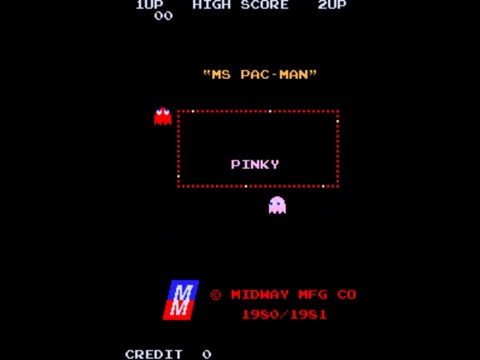 1UP HIGH SCORE 2UP
00
"MS PAC-MAN"
PINKY
MM
© MIDWAY MFG CO
1980/1981
CREDIT 0